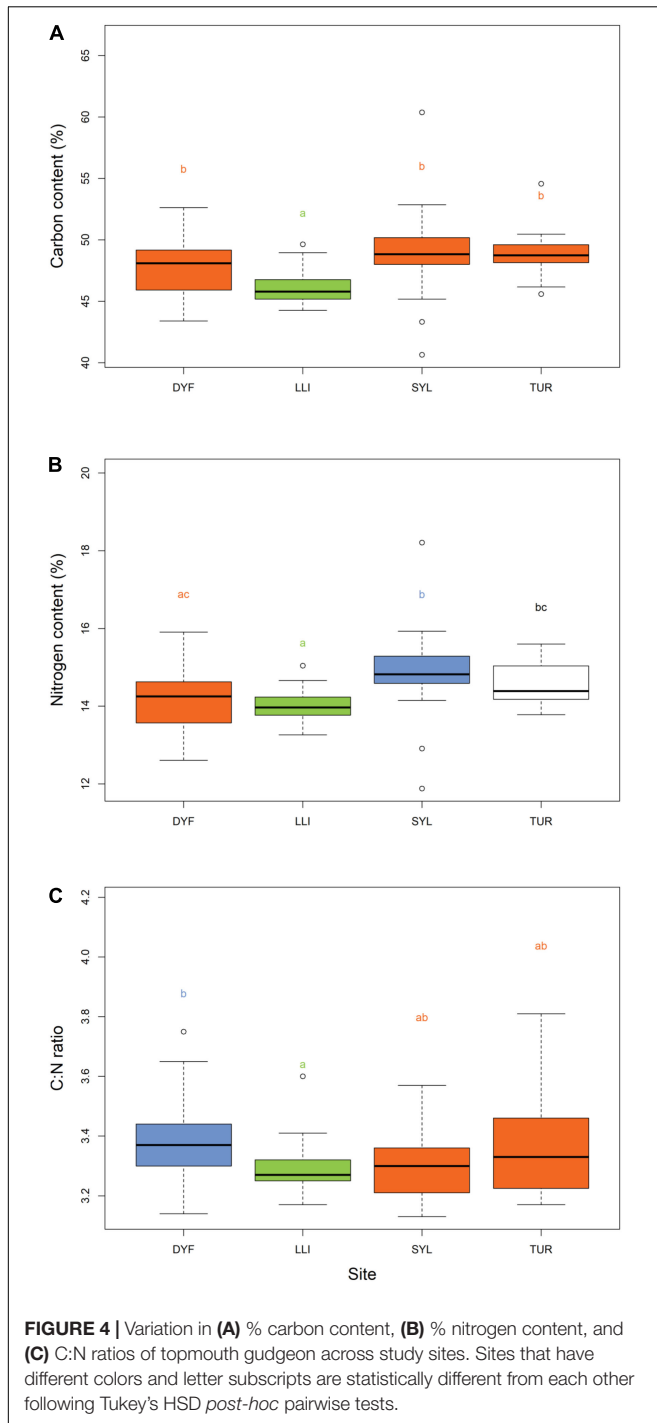 A
65
60
55
50
45
40
Carbon content (%)
b
a
b
b
DYF
LLI
SYL
TUR
B
20
18
16
14
12
Nitrogen content (%)
ac
a
b
bc
DYF
LLI
SYL
TUR
C
4.2
4.0
3.8
3.6
3.4
3.2
C:N ratio
b
a
ab
ab
DYF
LLI
SYL
TUR
Site
FIGURE 4 | Variation in (A) % carbon content, (B) % nitrogen content, and
(C) C:N ratios of topmouth gudgeon across study sites. Sites that have
different colors and letter subscripts are statistically different from each other
following Tukey's HSD post-hoc pairwise tests.